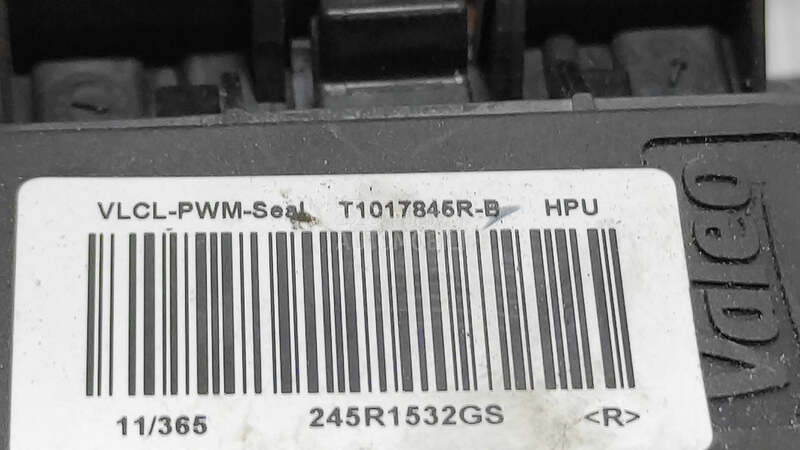 VLCL-PWM-Seal T1017845R-B HPU
11/365 245R1532GS <R>
Valeo